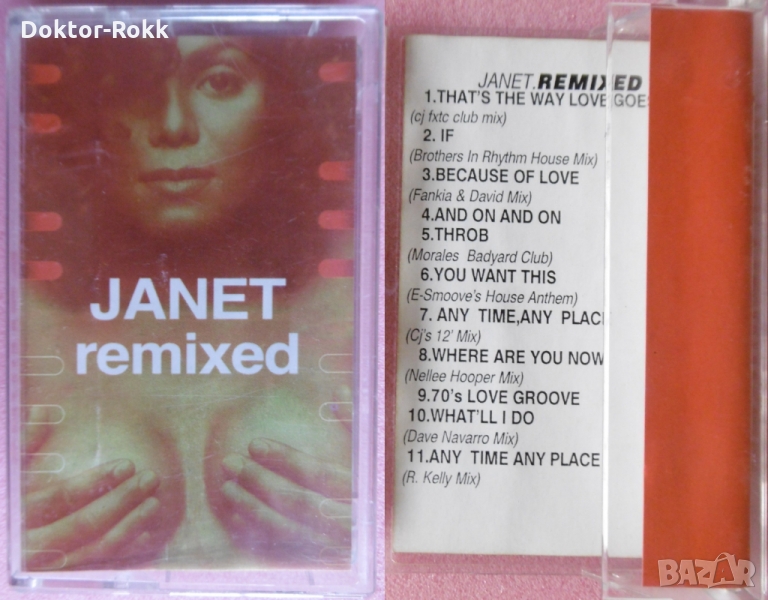 Doktor-Rokk
JANET
remixed
JANET.REMIXED
1.THAT'S THE WAY LOVE GOES
(cj fxtc club mix)
2. IF
(Brothers In Rhythm House Mix)
3.BECAUSE OF LOVE
(Fankia & David Mix)
4.AND ON AND ON
5.THROB
(Morales Badyard Club)
6.YOU WANT THIS
(E-Smoove's House Anthem)
7. ANY TIME,ANY PLACE
(Cj's 12' Mix)
8.WHERE ARE YOU NOW
(Nellee Hooper Mix)
9.70's LOVE GROOVE
10.WHAT'LL I DO
(Dave Navarro Mix)
11.ANY TIME ANY PLACE
(R. Kelly Mix)
BAZAR